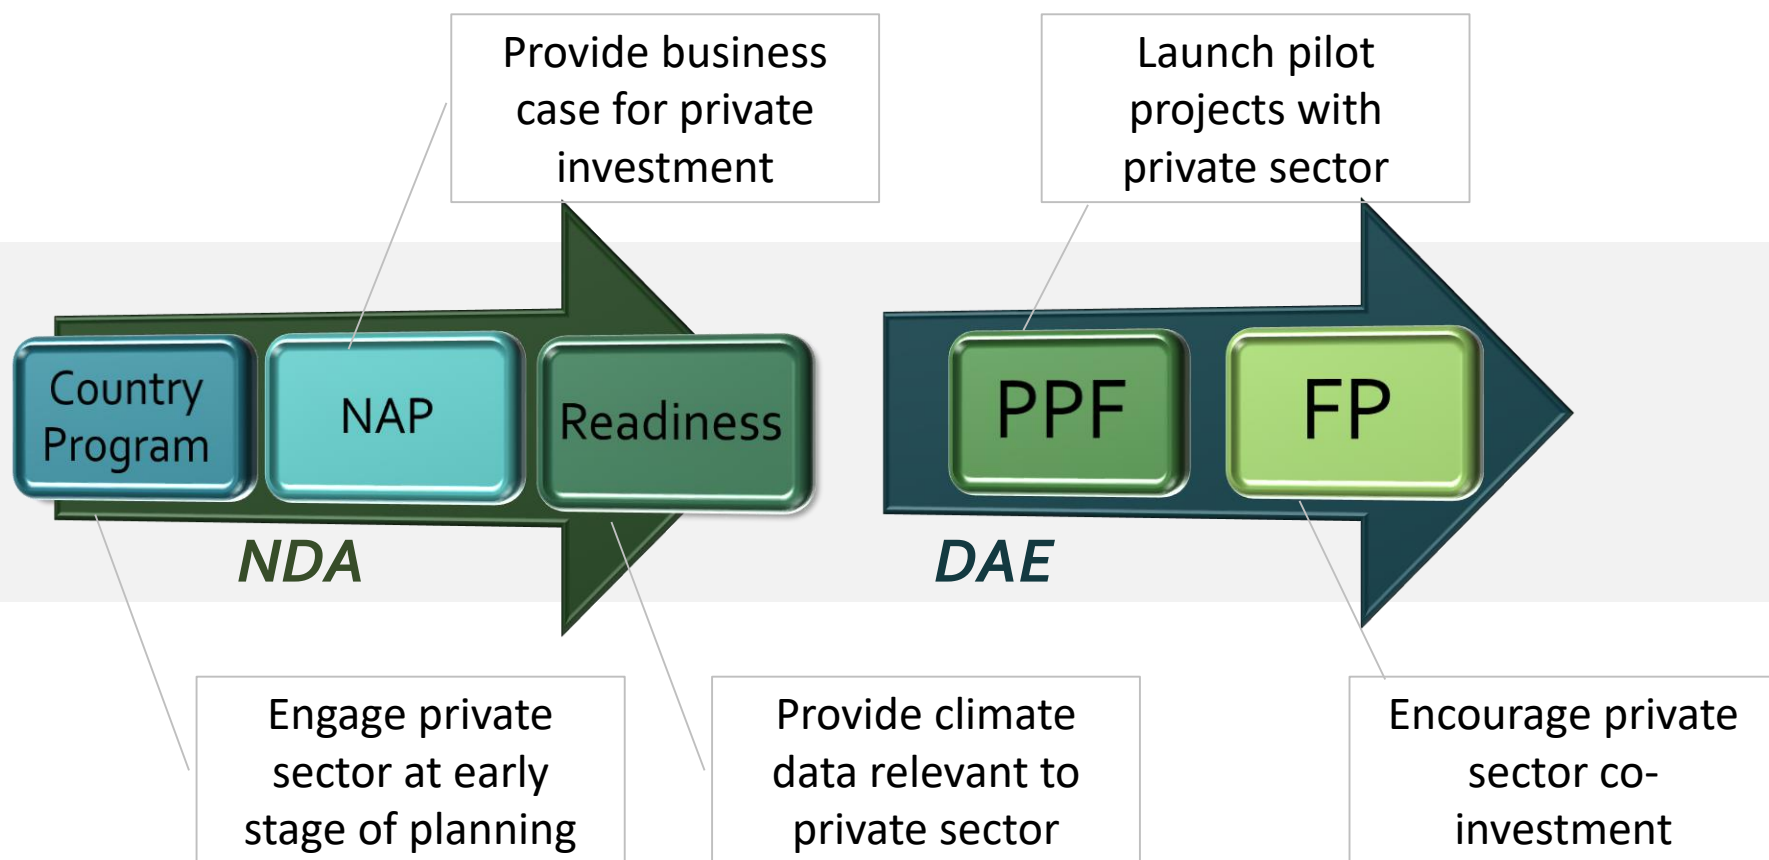 Provide business
case for private
investment
Launch pilot
projects with
private sector
Country
Program
NAP
Readiness
PPF
FP
NDA
DAE
Engage private
sector at early
stage of planning
Provide climate
data relevant to
private sector
Encourage private
sector co-
investment